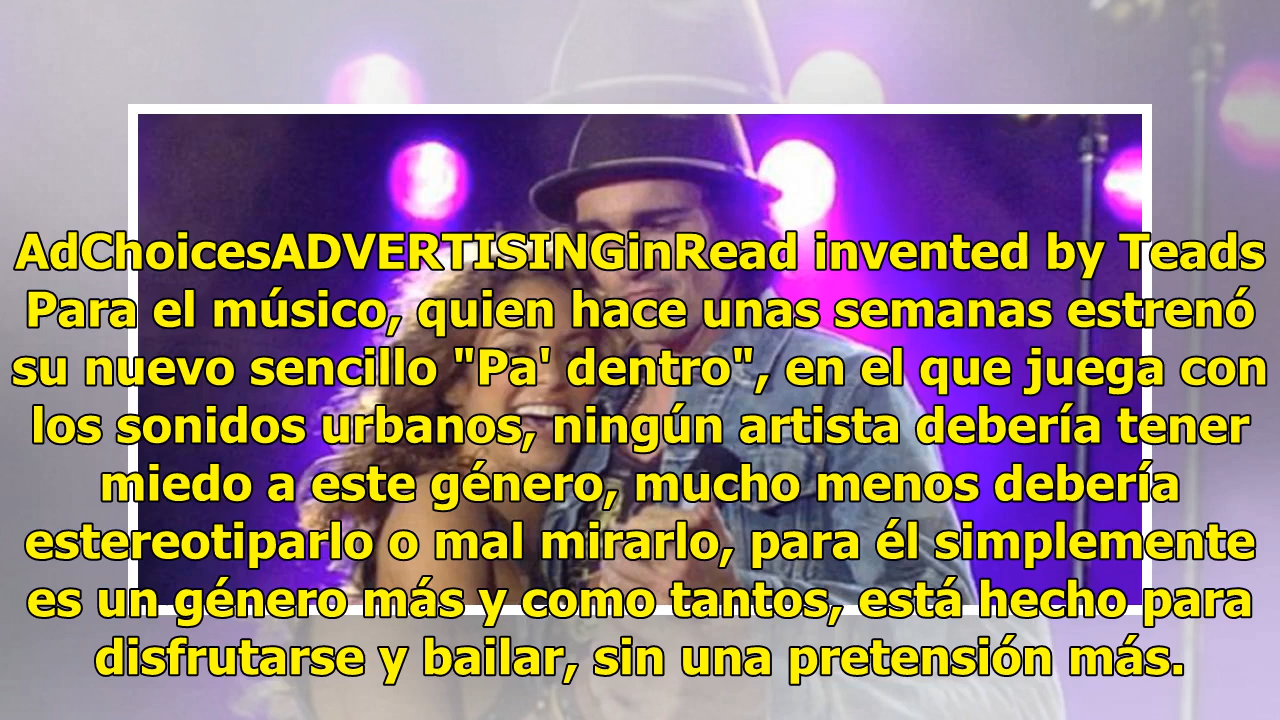 AdChoicesADVERTISINGinRead invented by Teads
Para el músico, quien hace unas semanas estrenó
su nuevo sencillo "Pa' dentro", en el que juega con
los sonidos urbanos, ningún artista debería tener
miedo a este género, mucho menos debería
estereotiparlo o mal mirarlo, para él simplemente
es un género más y como tantos, está hecho para
disfrutarse y bailar, sin una pretensión más.